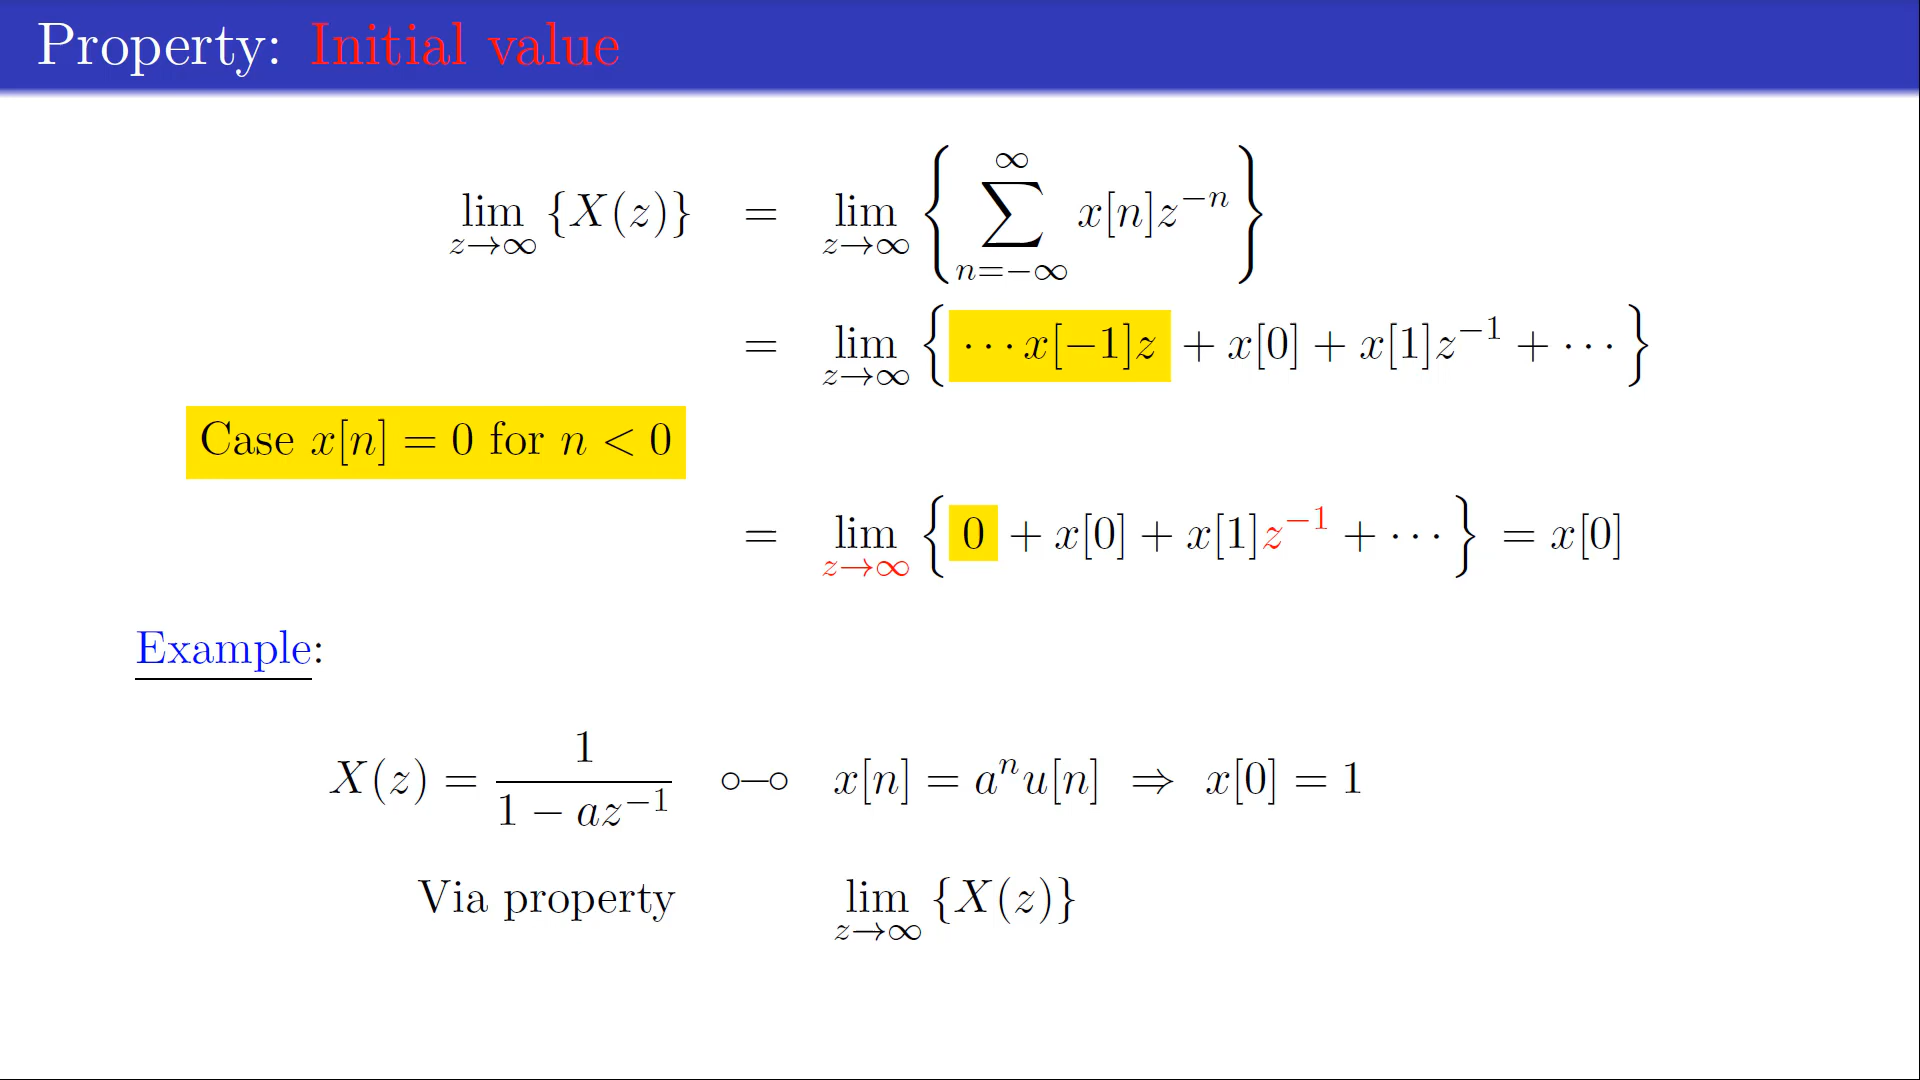 Property: Initial value
lim_{z→∞} {X(z)} = lim_{z→∞} { ∑_{n=−∞}^{∞} x[n]z^{−n} }
= lim_{z→∞} { ··· x[−1]z + x[0] + x[1]z^{−1} + ··· }
Case x[n] = 0 for n < 0
= lim_{z→∞} { 0 + x[0] + x[1]z^{−1} + ··· } = x[0]
Example:
X(z) = \frac{1}{1 − az^{−1}} ○–○ x[n] = a^n u[n] ⇒ x[0] = 1
Via property lim_{z→∞} {X(z)}